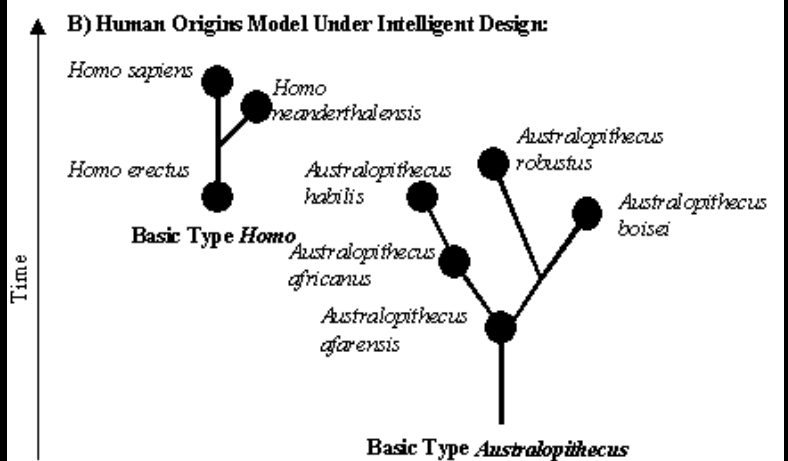 B) Human Origins Model Under Intelligent Design:
Homo sapiens
Homo
neanderthalensis
Australopithecus
robustus
Homo erectus
Australopithecus
habilis
Australopithecus
boisei
Basic Type Homo
Australopithecus
africanus
Time
Australopithecus
afarensis
Basic Type Australopithecus